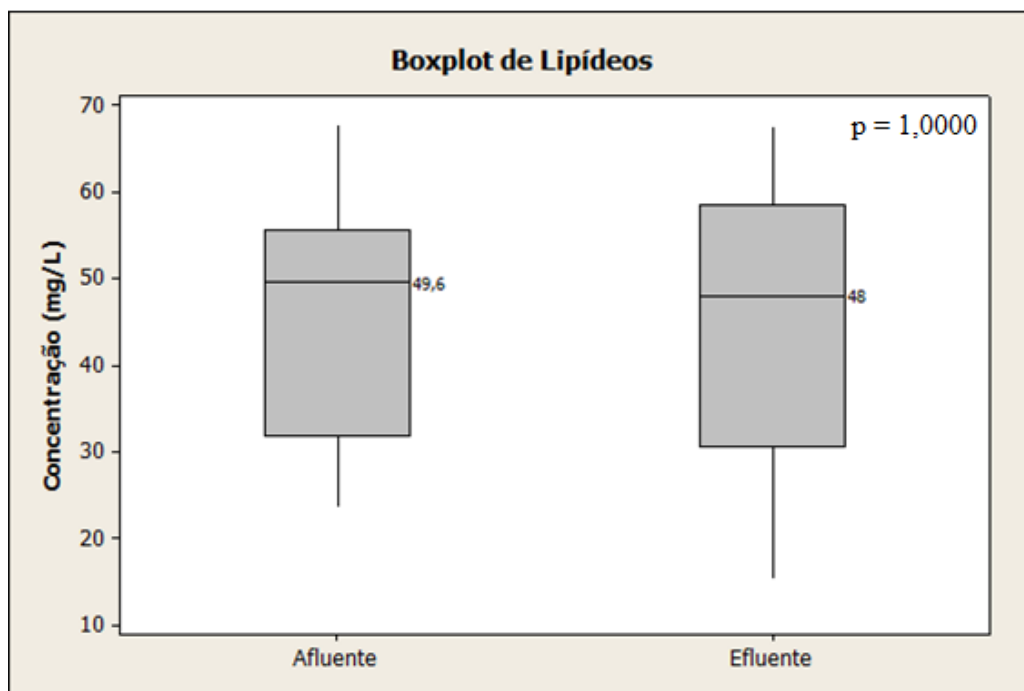 Boxplot de Lipídeos
p = 1,0000
Concentração (mg/L)
70
60
50
40
30
20
10
49,6
48
Afluente
Efluente